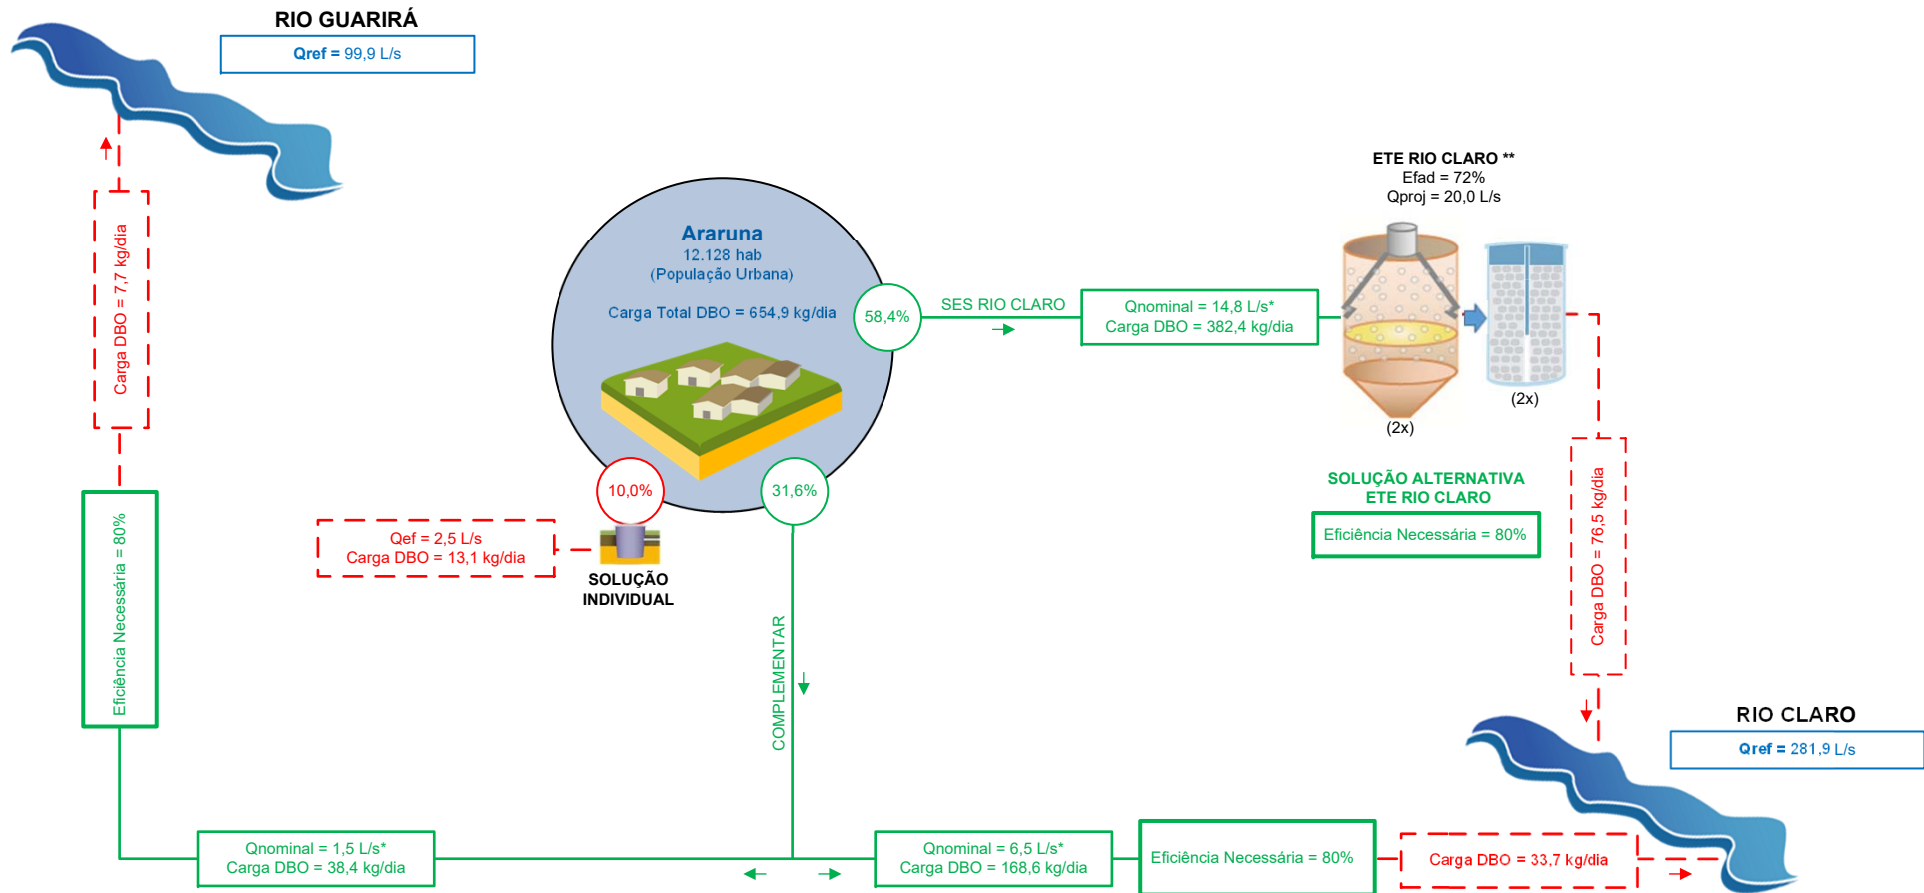 RIO GUARIRÁ
Qref = 99,9 L/s
Carga DBO = 7,7 kg/dia
Eficiência Necessária = 80%
Qnominal = 1,5 L/s*
Carga DBO = 38,4 kg/dia
Araruna
12.128 hab
(População Urbana)
Carga Total DBO = 654,9 kg/dia
58,4%
10,0%
31,6%
Qef = 2,5 L/s
Carga DBO = 13,1 kg/dia
SOLUÇÃO
INDIVIDUAL
COMPLEMENTAR
SES RIO CLARO
Qnominal = 14,8 L/s*
Carga DBO = 382,4 kg/dia
ETE RIO CLARO **
Efad = 72%
Qproj = 20,0 L/s
(2x)
(2x)
SOLUÇÃO ALTERNATIVA
ETE RIO CLARO
Eficiência Necessária = 80%
Carga DBO = 76,5 kg/dia
RIO CLARO
Qref = 281,9 L/s
Qnominal = 6,5 L/s*
Carga DBO = 168,6 kg/dia
Eficiência Necessária = 80%
Carga DBO = 33,7 kg/dia